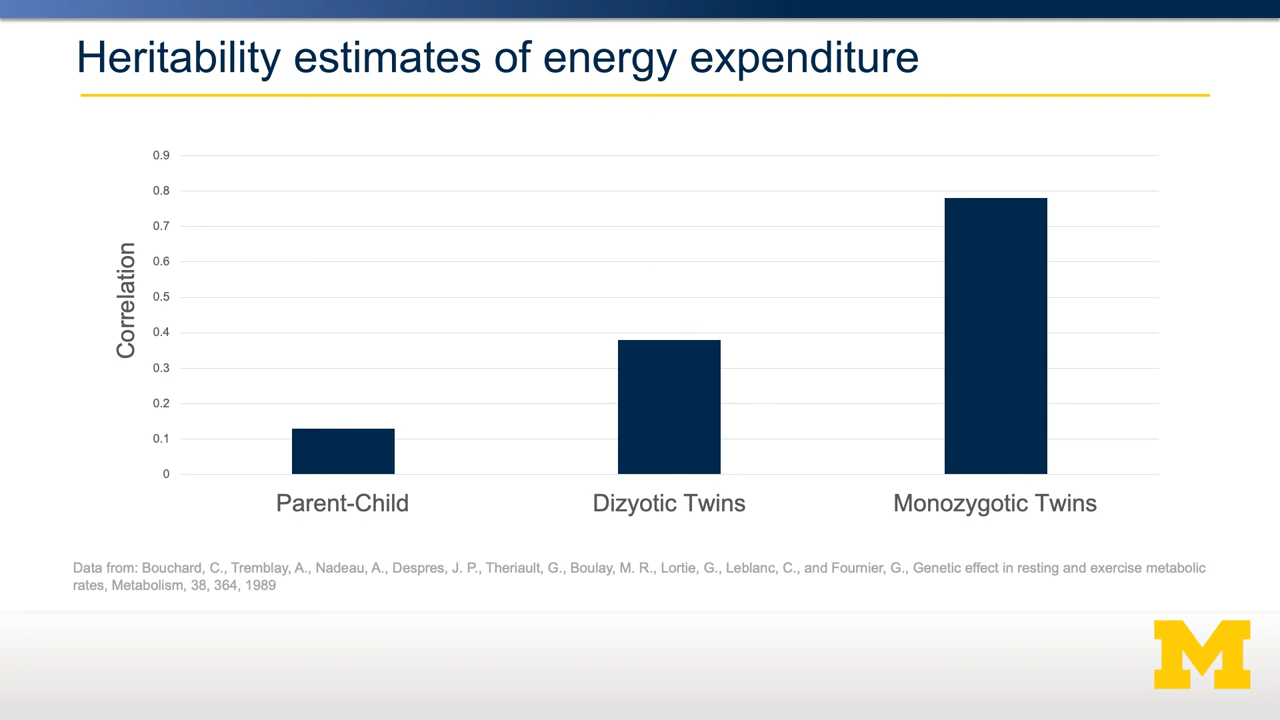 Heritability estimates of energy expenditure
0.9
0.8
0.7
0.6
0.5
0.4
0.3
0.2
0.1
0
Correlation
Parent-Child
Dizyotic Twins
Monozygotic Twins
Data from: Bouchard, C., Tremblay, A., Nadeau, A., Despres, J. P., Theriault, G., Boulay, M. R., Lortie, G., Leblanc, C., and Fournier, G., Genetic effect in resting and exercise metabolic
rates, Metabolism, 38, 364, 1989
M